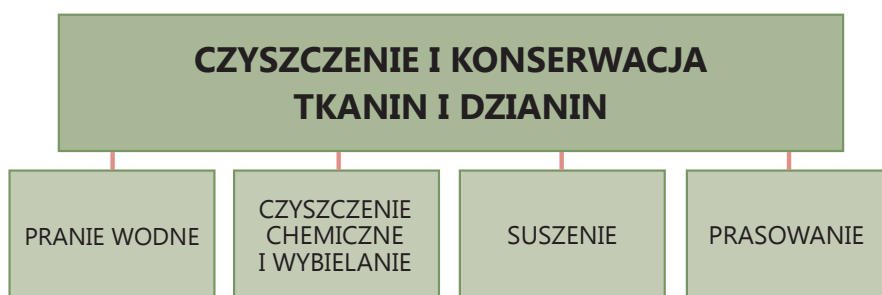 CZYSZCZENIE I KONSERWACJA
TKANIN I DZIANIN
PRANIE WODNE
CZYSZCZENIE
CHEMICZNE
I WYBIELANIE
SUSZENIE
PRASOWANIE